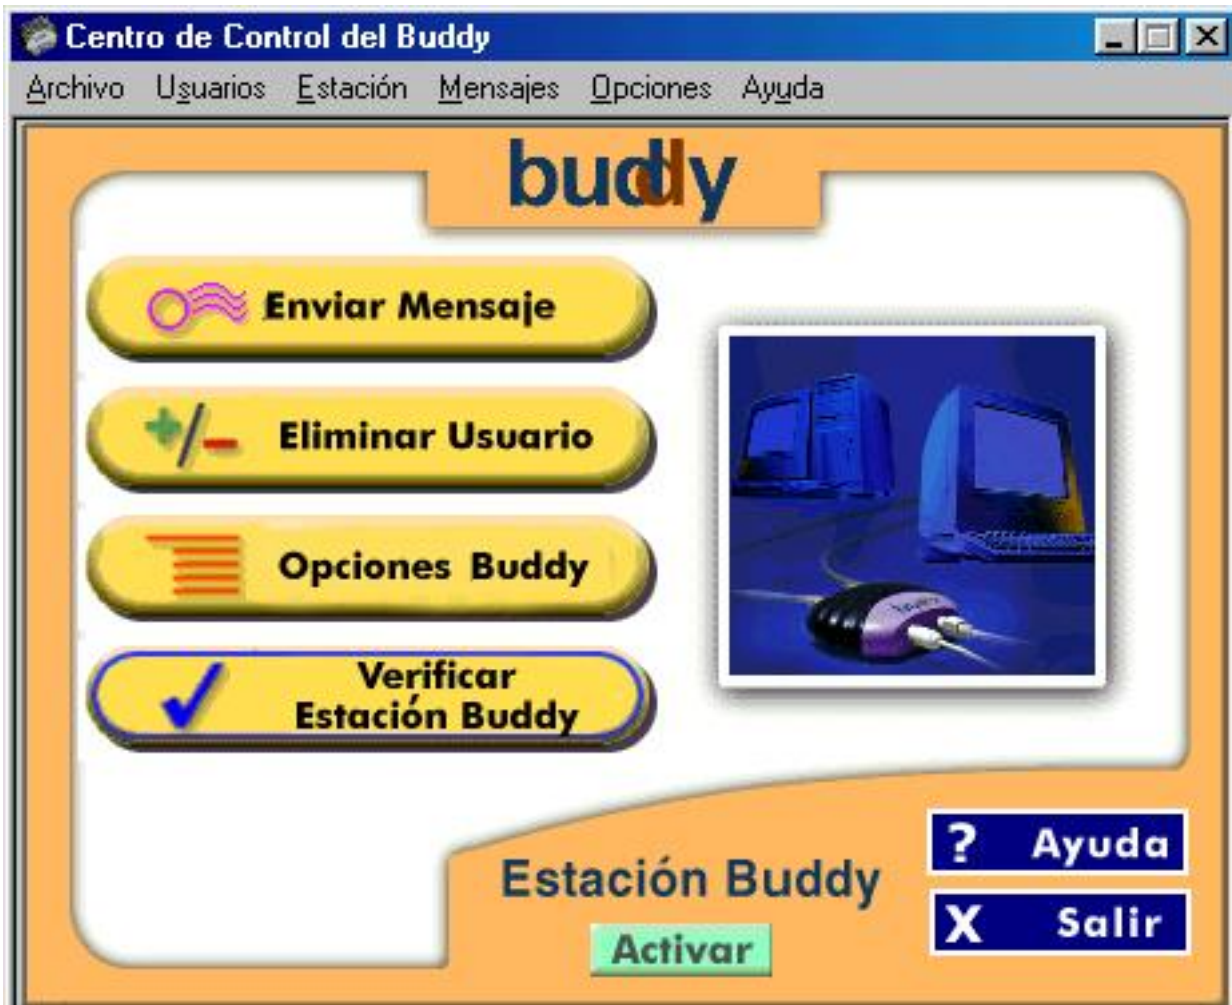 Centro de Control del Buddy
Archivo Usuarios Estación Mensajes Opciones Ayuda
buddy
Enviar Mensaje
+/- Eliminar Usuario
Opciones Buddy
Verificar
Estación Buddy
Estación Buddy
Activar
? Ayuda
X Salir